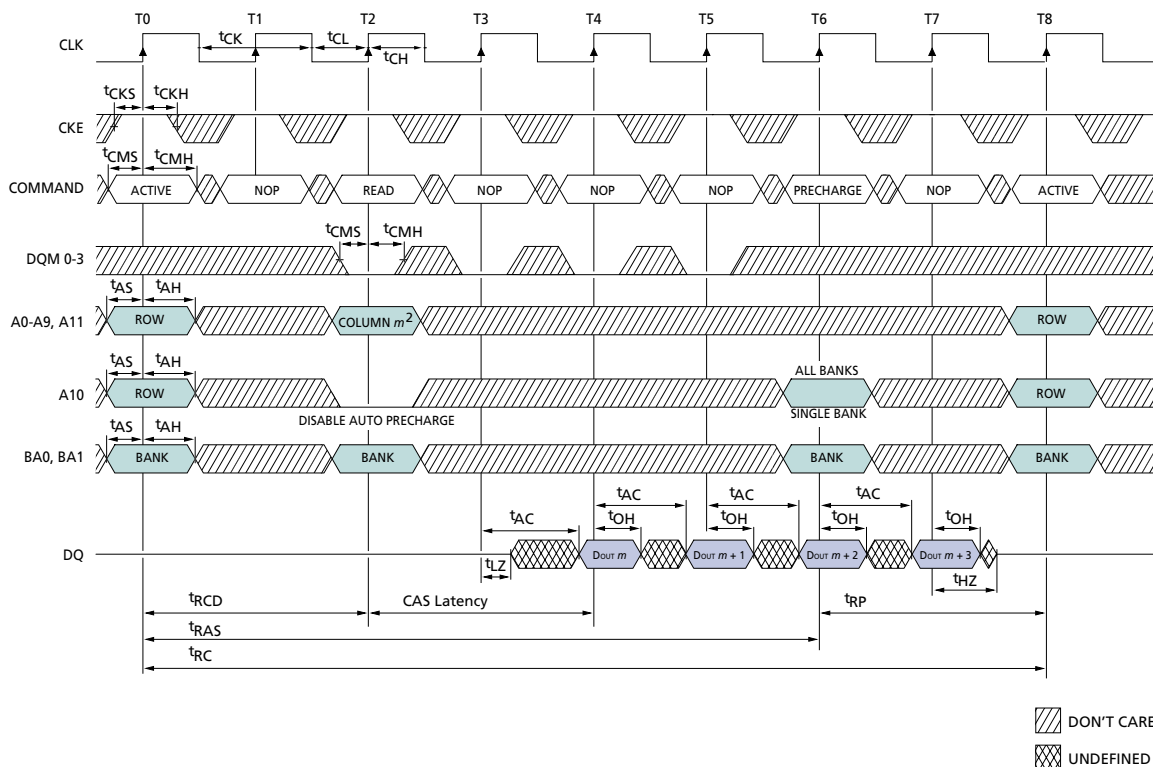 T0 T1 T2 T3 T4 T5 T6 T7 T8
CLK
tCK tCL
tCH
tCKS tCKH
CKE
tCMS tCMH
COMMAND ACTIVE NOP READ NOP NOP NOP PRECHARGE NOP ACTIVE
tCMS tCMH
DQM 0-3
tAS tAH
A0-A9, A11 ROW COLUMN m2 ROW
tAS tAH ALL BANKS
A10 ROW ROW
DISABLE AUTO PRECHARGE SINGLE BANK
tAS tAH
BA0, BA1 BANK BANK BANK BANK
tAC tAC tAC tAC
tOH tOH tOH tOH
DQ DOUT m DOUT m + 1 DOUT m + 2 DOUT m + 3
tLZ tHZ
tRCD CAS Latency tRP
tRAS
tRC
DON'T CARE
UNDEFINED